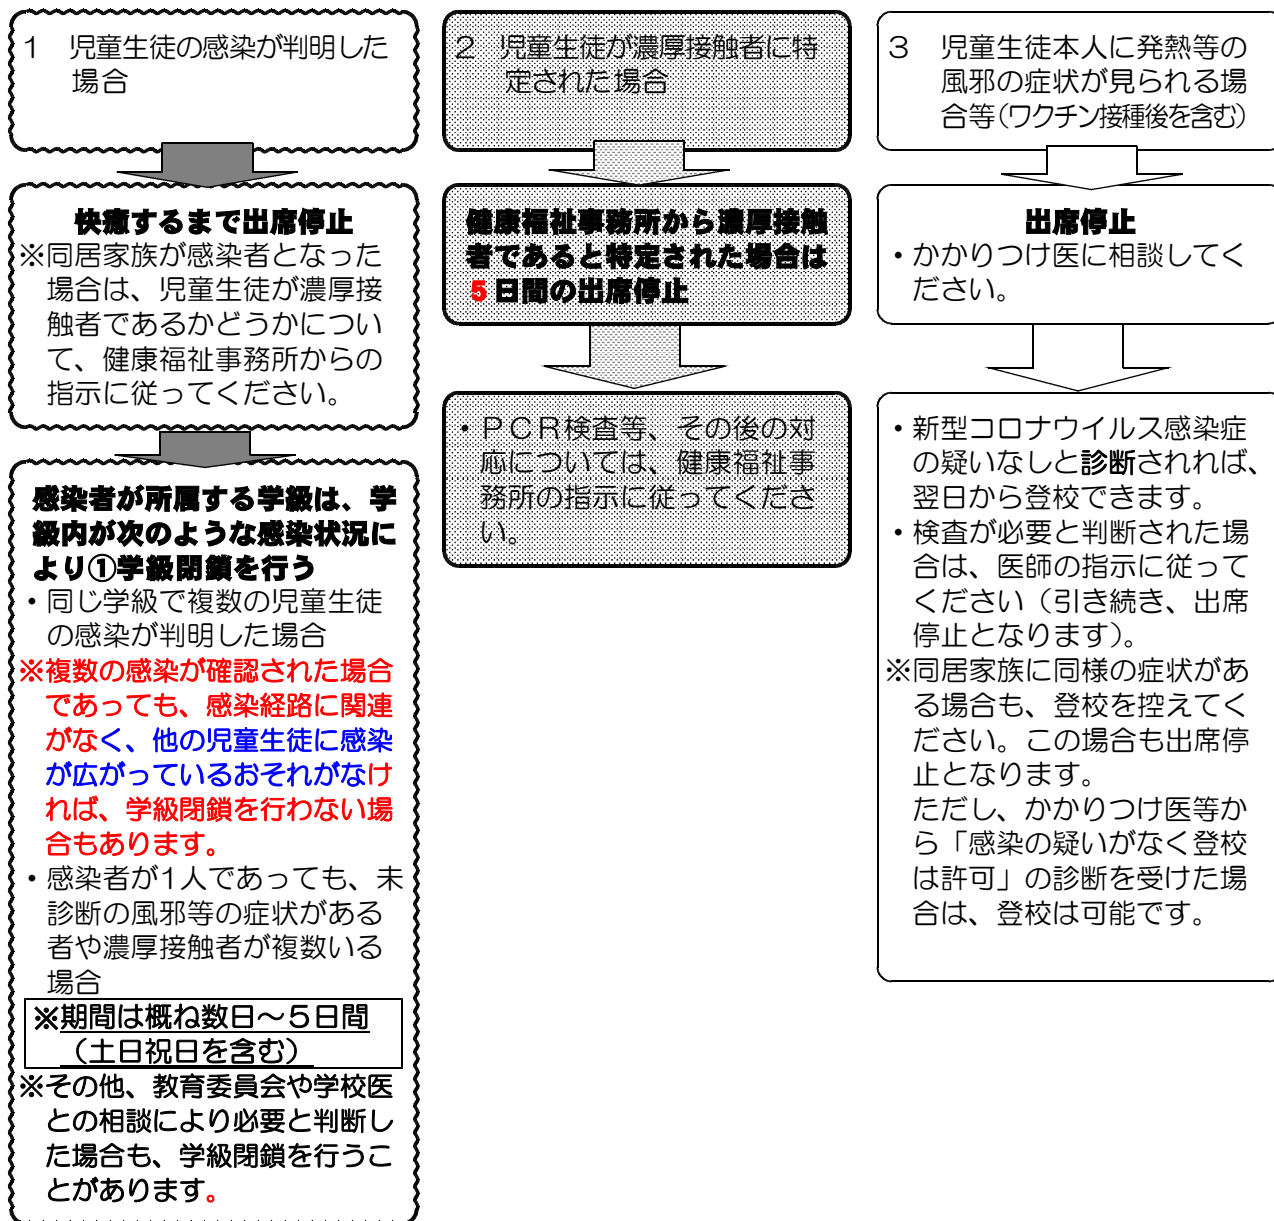 １　児童生徒の感染が判明した
場合
快癒するまで出席停止
※同居家族が感染者となった
場合は、児童生徒が濃厚接
触者であるかどうかについ
て、健康福祉事務所からの
指示に従ってください。
感染者が所属する学級は、学
級内が次のような感染状況に
より①学級閉鎖を行う
・同じ学級で複数の児童生徒
の感染が判明した場合
※複数の感染が確認された場合
であっても、感染経路に関連
がなく、他の児童生徒に感染
が広がっているおそれがなけ
れば、学級閉鎖を行わない場
合もあります。
・感染者が1人であっても、未
診断の風邪等の症状がある
者や濃厚接触者が複数いる
場合
※期間は概ね数日～５日間
（土日祝日を含む）
※その他、教育委員会や学校医
との相談により必要と判断し
た場合も、学級閉鎖を行うこ
とがあります。
２　児童生徒が濃厚接触者に特
定された場合
健康福祉事務所から濃厚接触
者であると特定された場合は
５日間の出席停止
・ＰＣＲ検査等、その後の対
応については、健康福祉事
務所の指示に従ってくださ
い。
３　児童生徒本人に発熱等の
風邪の症状が見られる場
合等（ワクチン接種後を含む）
出席停止
・かかりつけ医に相談してく
ださい。
・新型コロナウイルス感染症
の疑いなしと診断されれば、
翌日から登校できます。
・検査が必要と判断された場
合は、医師の指示に従って
ください（引き続き、出席
停止となります）。
※同居家族に同様の症状があ
る場合も、登校を控えてく
ださい。この場合も出席停
止となります。
ただし、かかりつけ医等か
ら「感染の疑いがなく登校
は許可」の診断を受けた場
合は、登校は可能です。